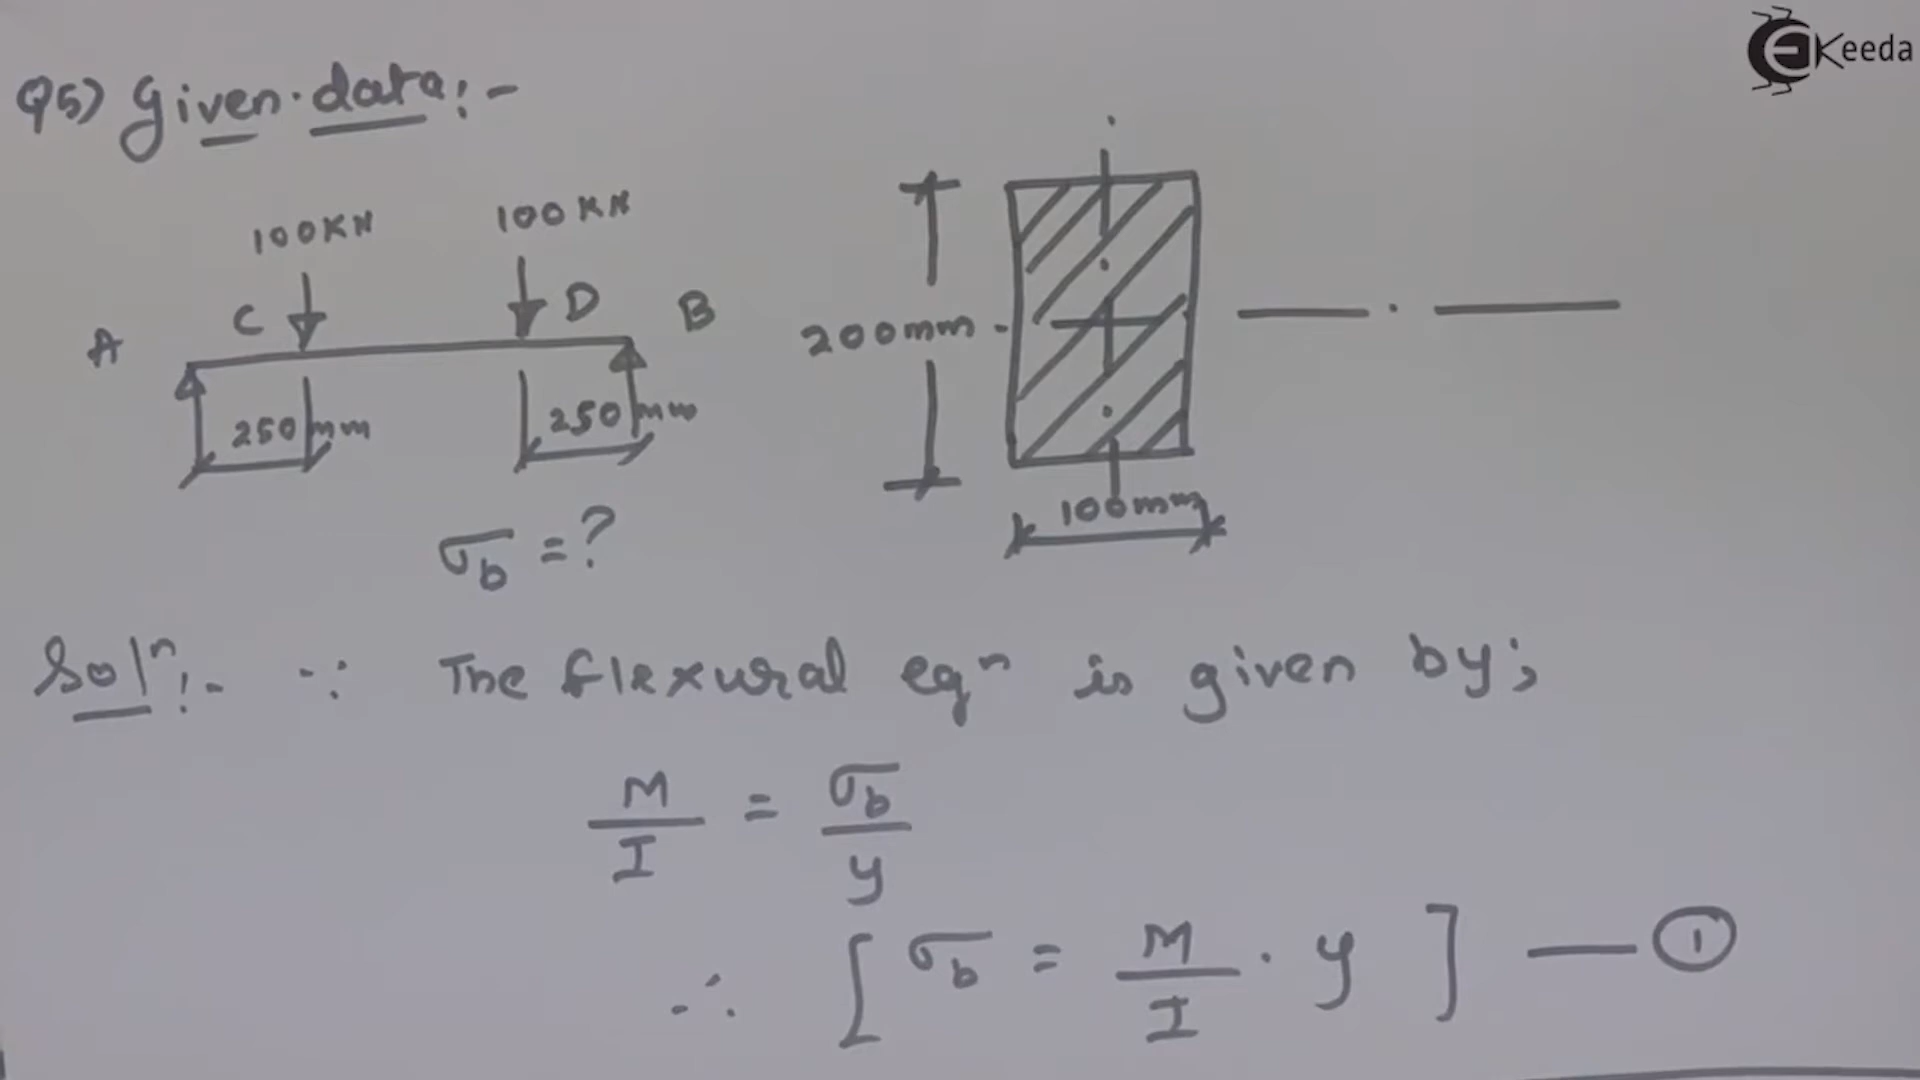 EKeeda
Q5) Given data:-
100KN 100KN
A C D B
250mm 250mm
200mm
100mm
σb = ?
Solⁿ:- ∵ The flexural eqⁿ is given by;
M/I = σb/y
∴ [ σb = M/I · y ] — ①